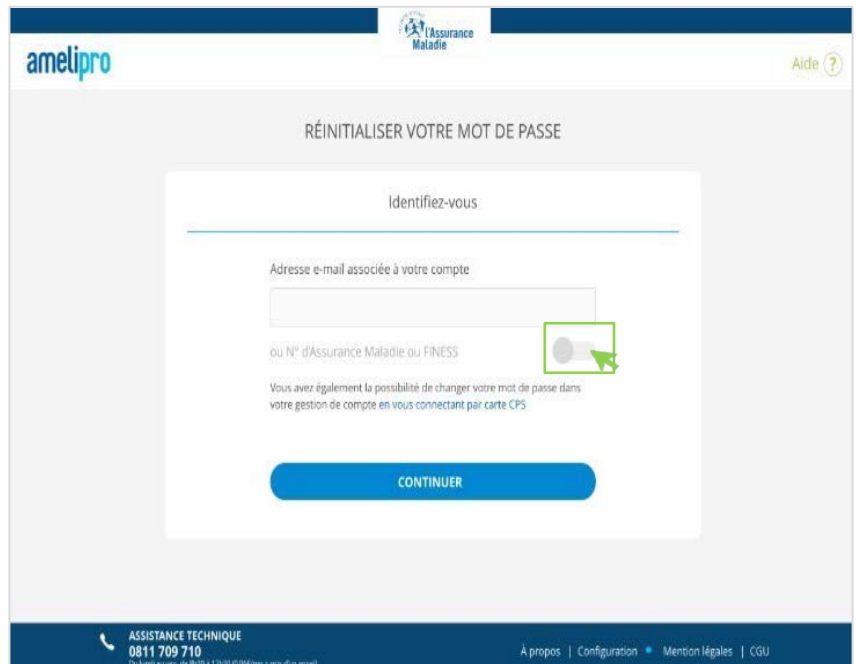 l'Assurance
Maladie
amelipro
Aide ?
RÉINITIALISER VOTRE MOT DE PASSE
Identifiez-vous
Adresse e-mail associée à votre compte
ou N° d'Assurance Maladie ou FINESS
Vous avez également la possibilité de changer votre mot de passe dans
votre gestion de compte en vous connectant par carte CPS
CONTINUER
ASSISTANCE TECHNIQUE
0811 709 710
À propos | Configuration • Mention légales | CGU